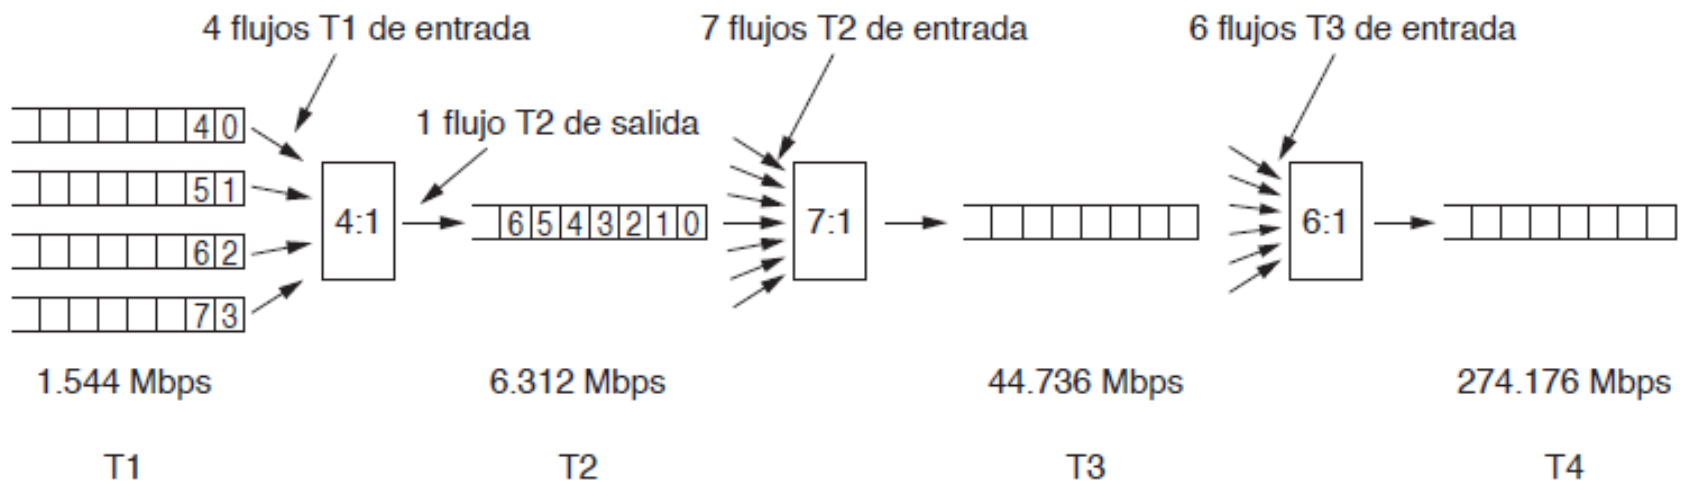 4 flujos T1 de entrada
7 flujos T2 de entrada
6 flujos T3 de entrada
1 flujo T2 de salida
4 0
5 1
6 2
7 3
4:1
6 5 4 3 2 1 0
7:1
6:1
1.544 Mbps
6.312 Mbps
44.736 Mbps
274.176 Mbps
T1
T2
T3
T4